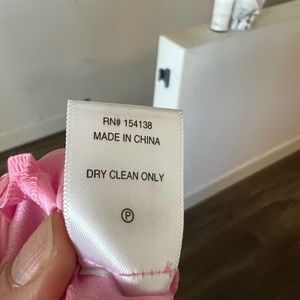 RN# 154138
MADE IN CHINA
DRY CLEAN ONLY
P